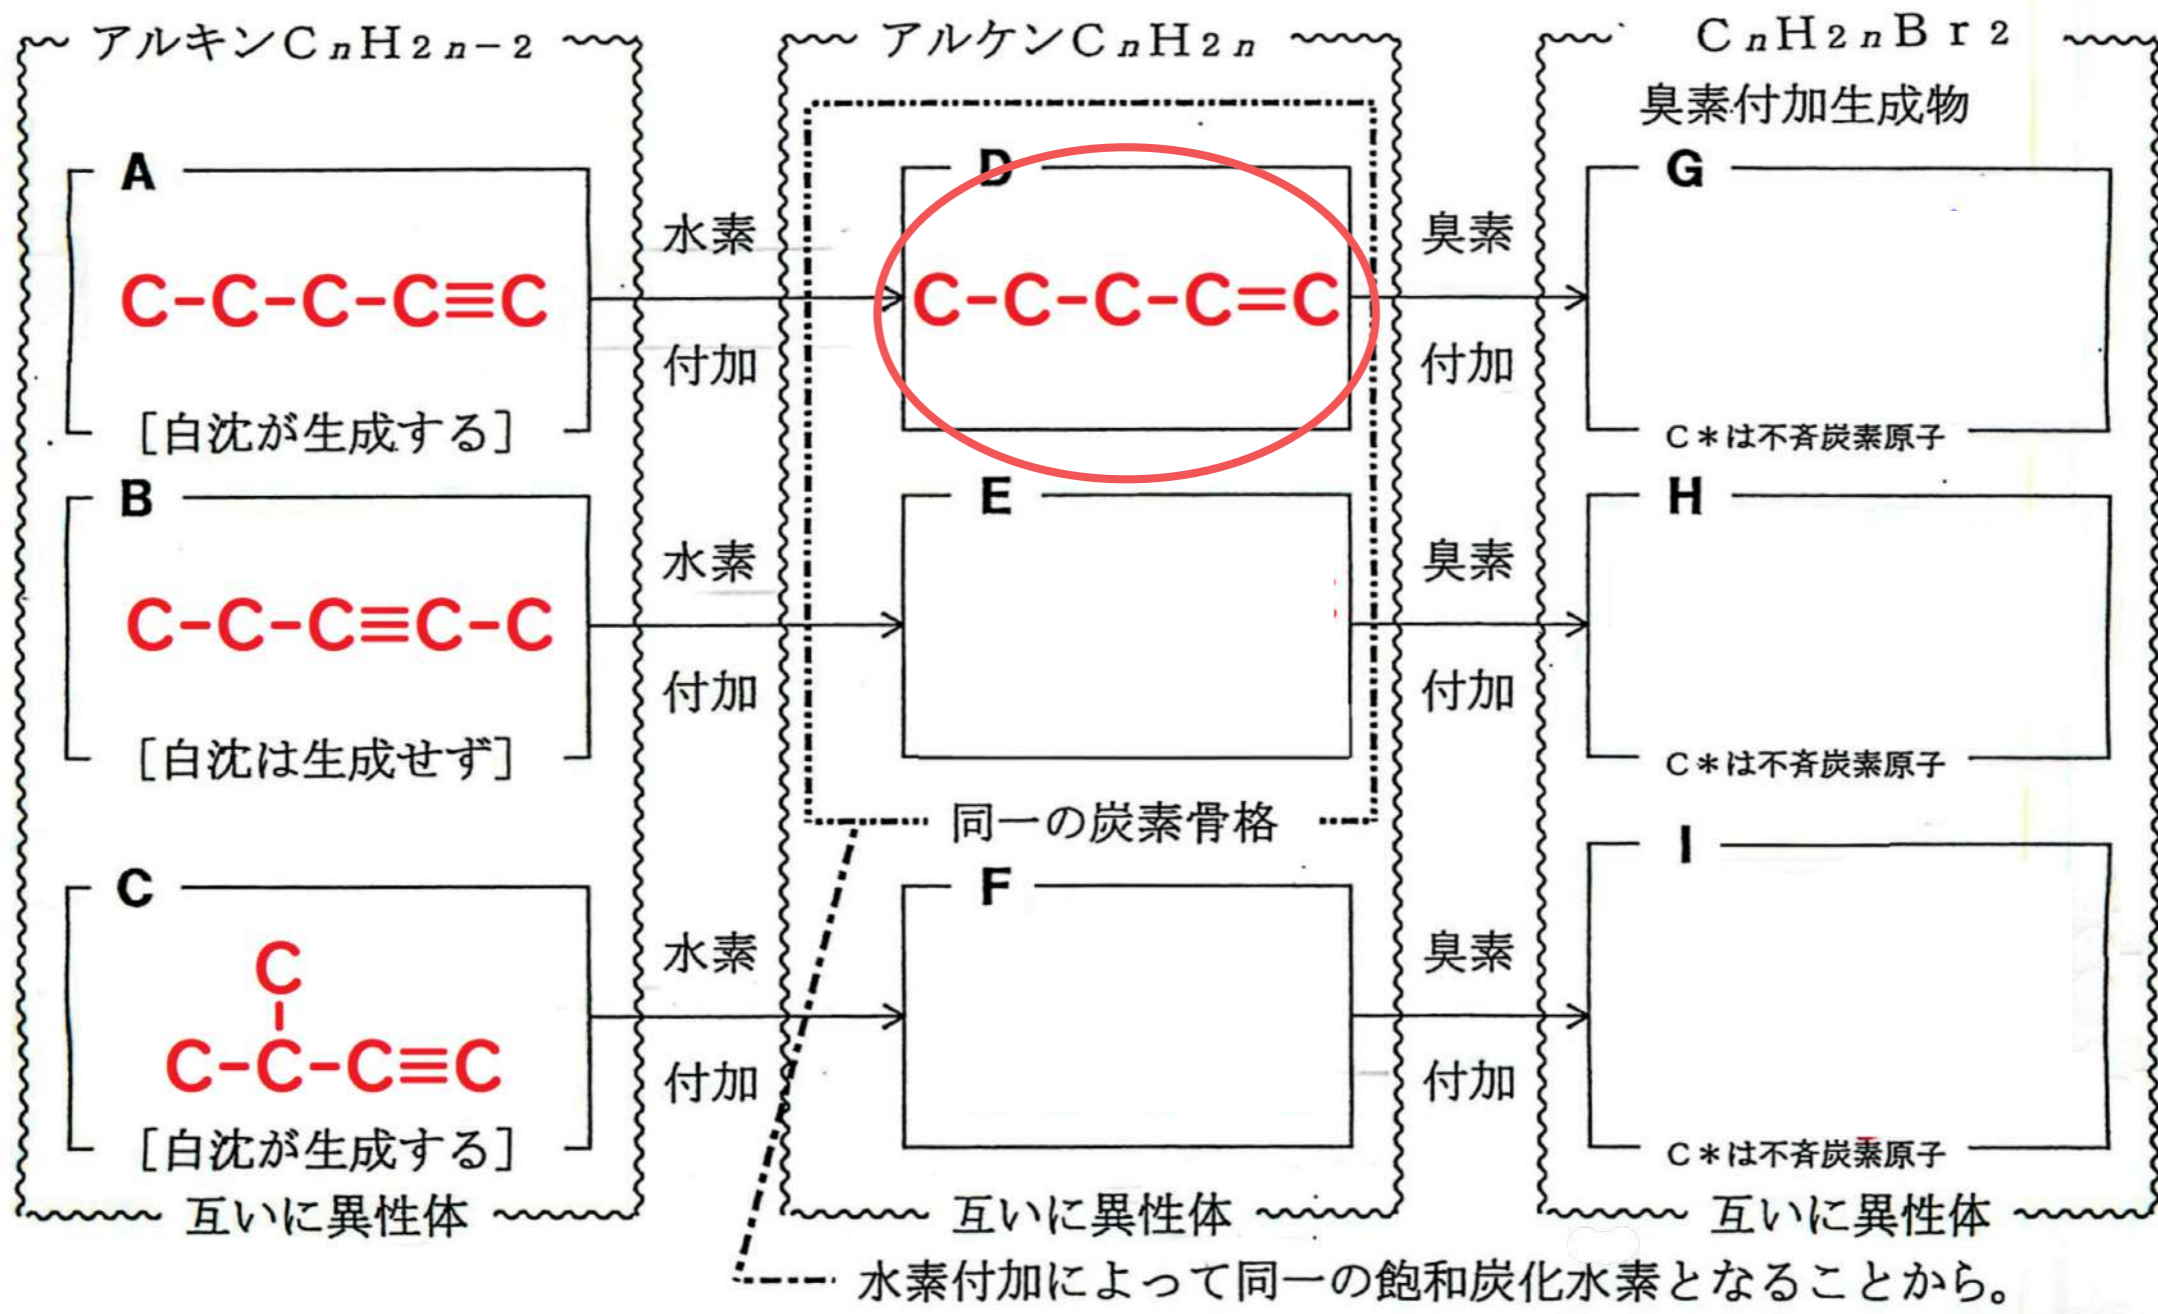 アルキンCnH2n-2
アルケンCnH2n
CnH2nBr2
臭素付加生成物
A
C-C-C-C≡C
[白沈が生成する]
水素
付加
D
C-C-C-C=C
臭素
付加
G
C*は不斉炭素原子
B
C-C-C≡C-C
[白沈は生成せず]
水素
付加
E
臭素
付加
H
C*は不斉炭素原子
同一の炭素骨格
C
C
C-C-C≡C
[白沈が生成する]
水素
付加
F
臭素
付加
I
C*は不斉炭素原子
互いに異性体
互いに異性体
互いに異性体
水素付加によって同一の飽和炭化水素となることから。